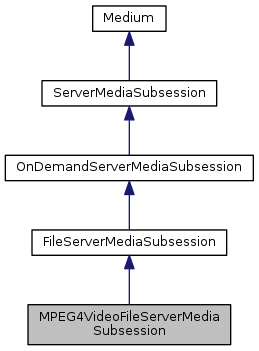 Medium
ServerMediaSubsession
OnDemandServerMediaSubsession
FileServerMediaSubsession
MPEG4VideoFileServerMedia
Subsession